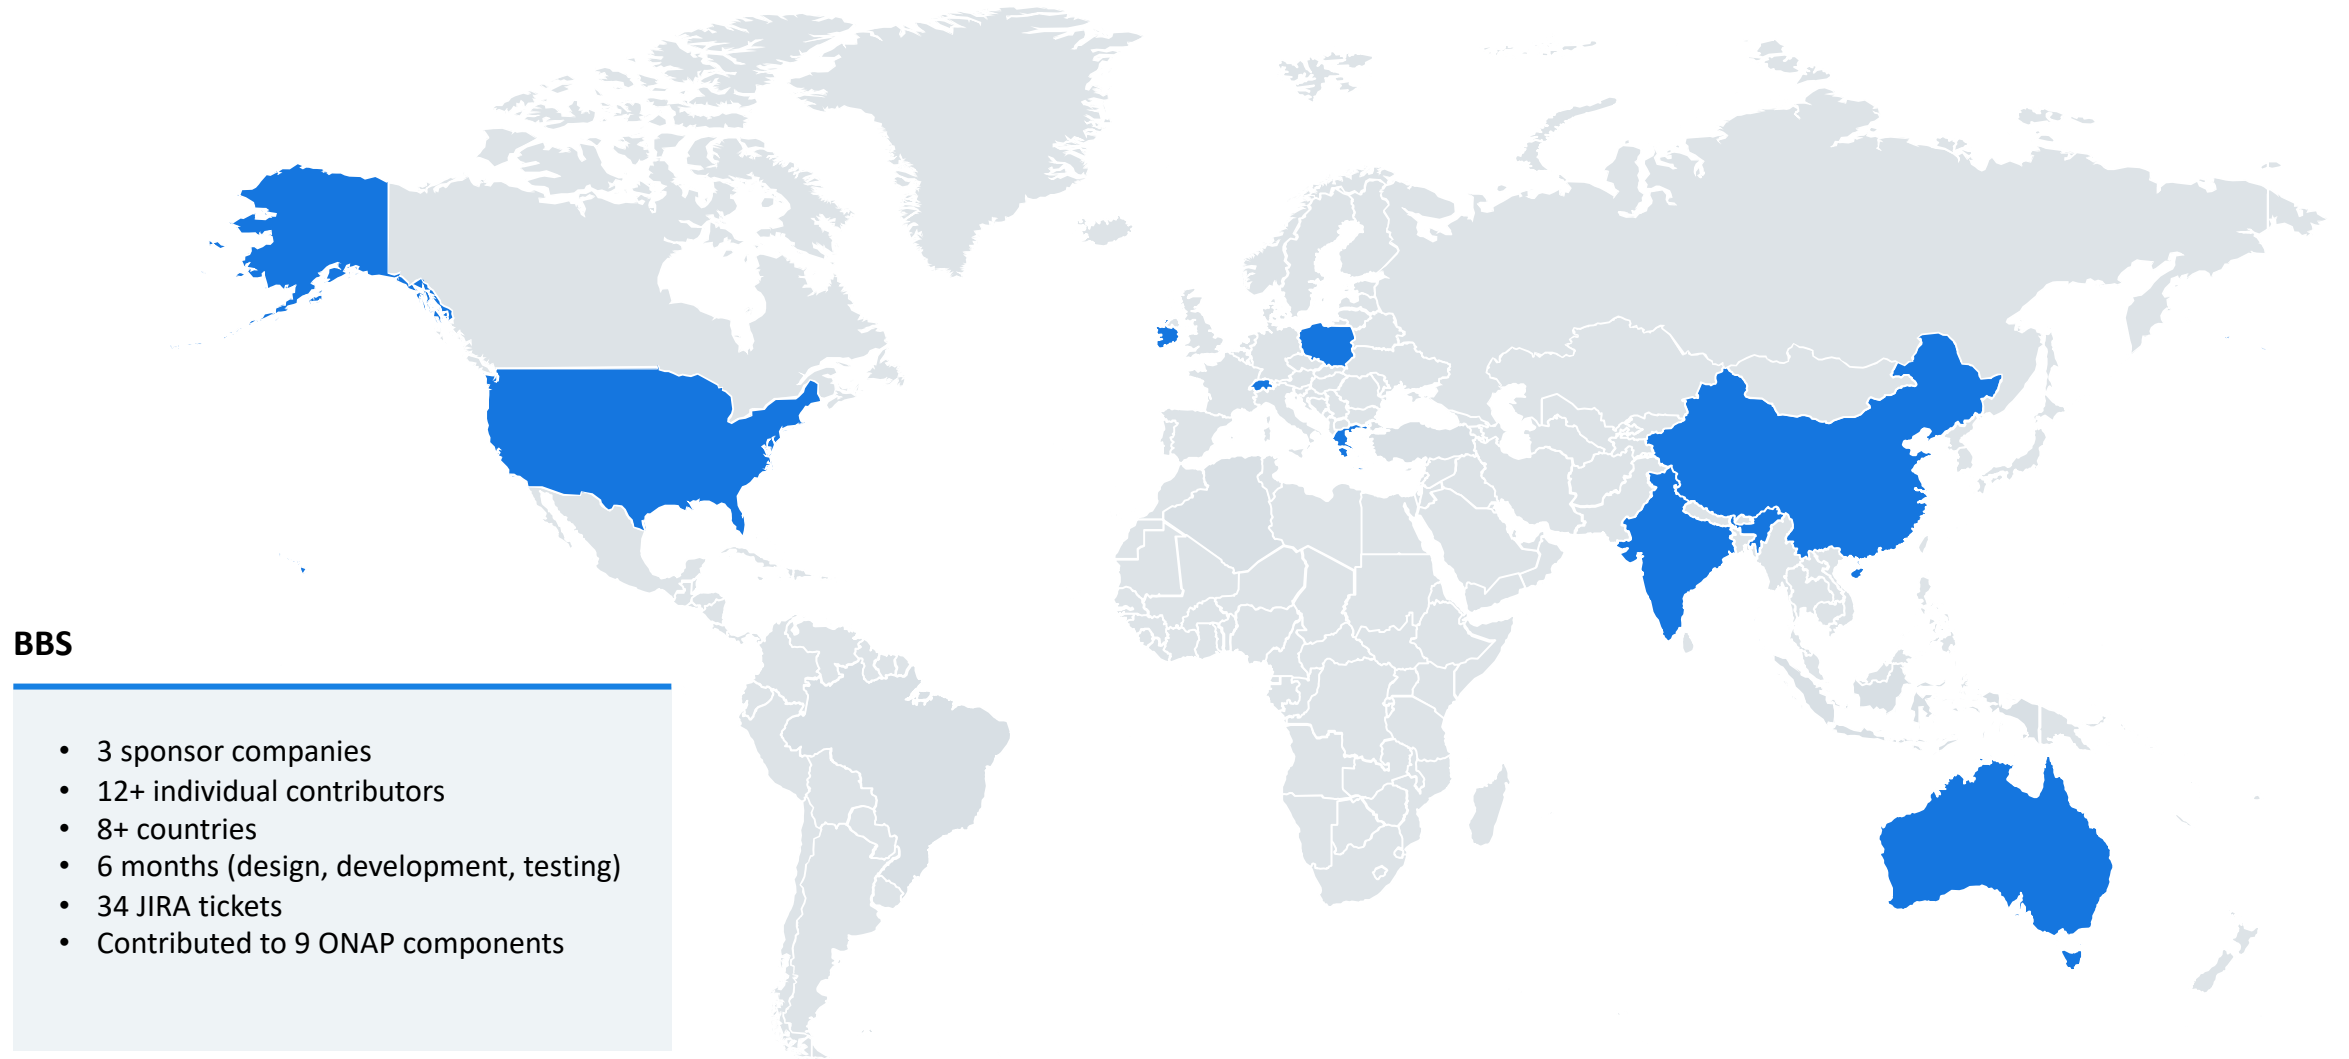 BBS
• 3 sponsor companies
• 12+ individual contributors
• 8+ countries
• 6 months (design, development, testing)
• 34 JIRA tickets
• Contributed to 9 ONAP components